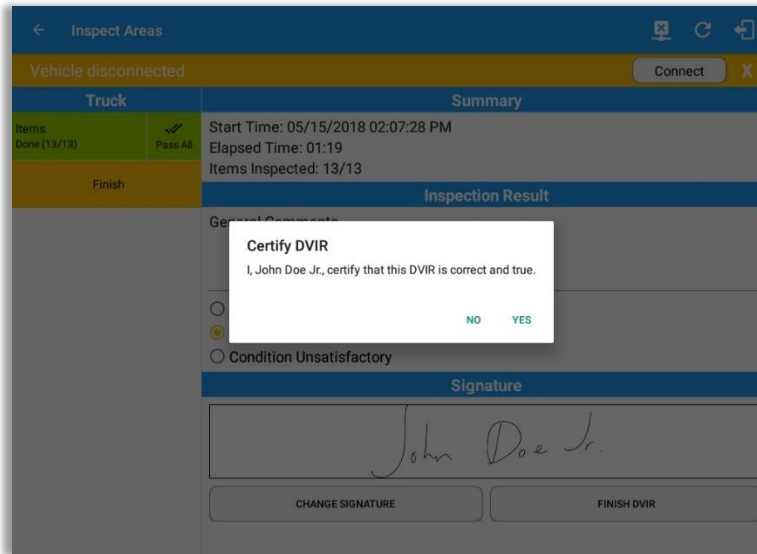 Inspect Areas
Vehicle disconnected
Connect
X
Truck
Summary
Items
Done (13/13)
Pass All
Start Time: 05/15/2018 02:07:28 PM
Elapsed Time: 01:19
Items Inspected: 13/13
Finish
Inspection Result
General Comments
Certify DVIR
I, John Doe Jr., certify that this DVIR is correct and true.
NO YES
Condition Unsatisfactory
Signature
John Doe Jr.
CHANGE SIGNATURE
FINISH DVIR